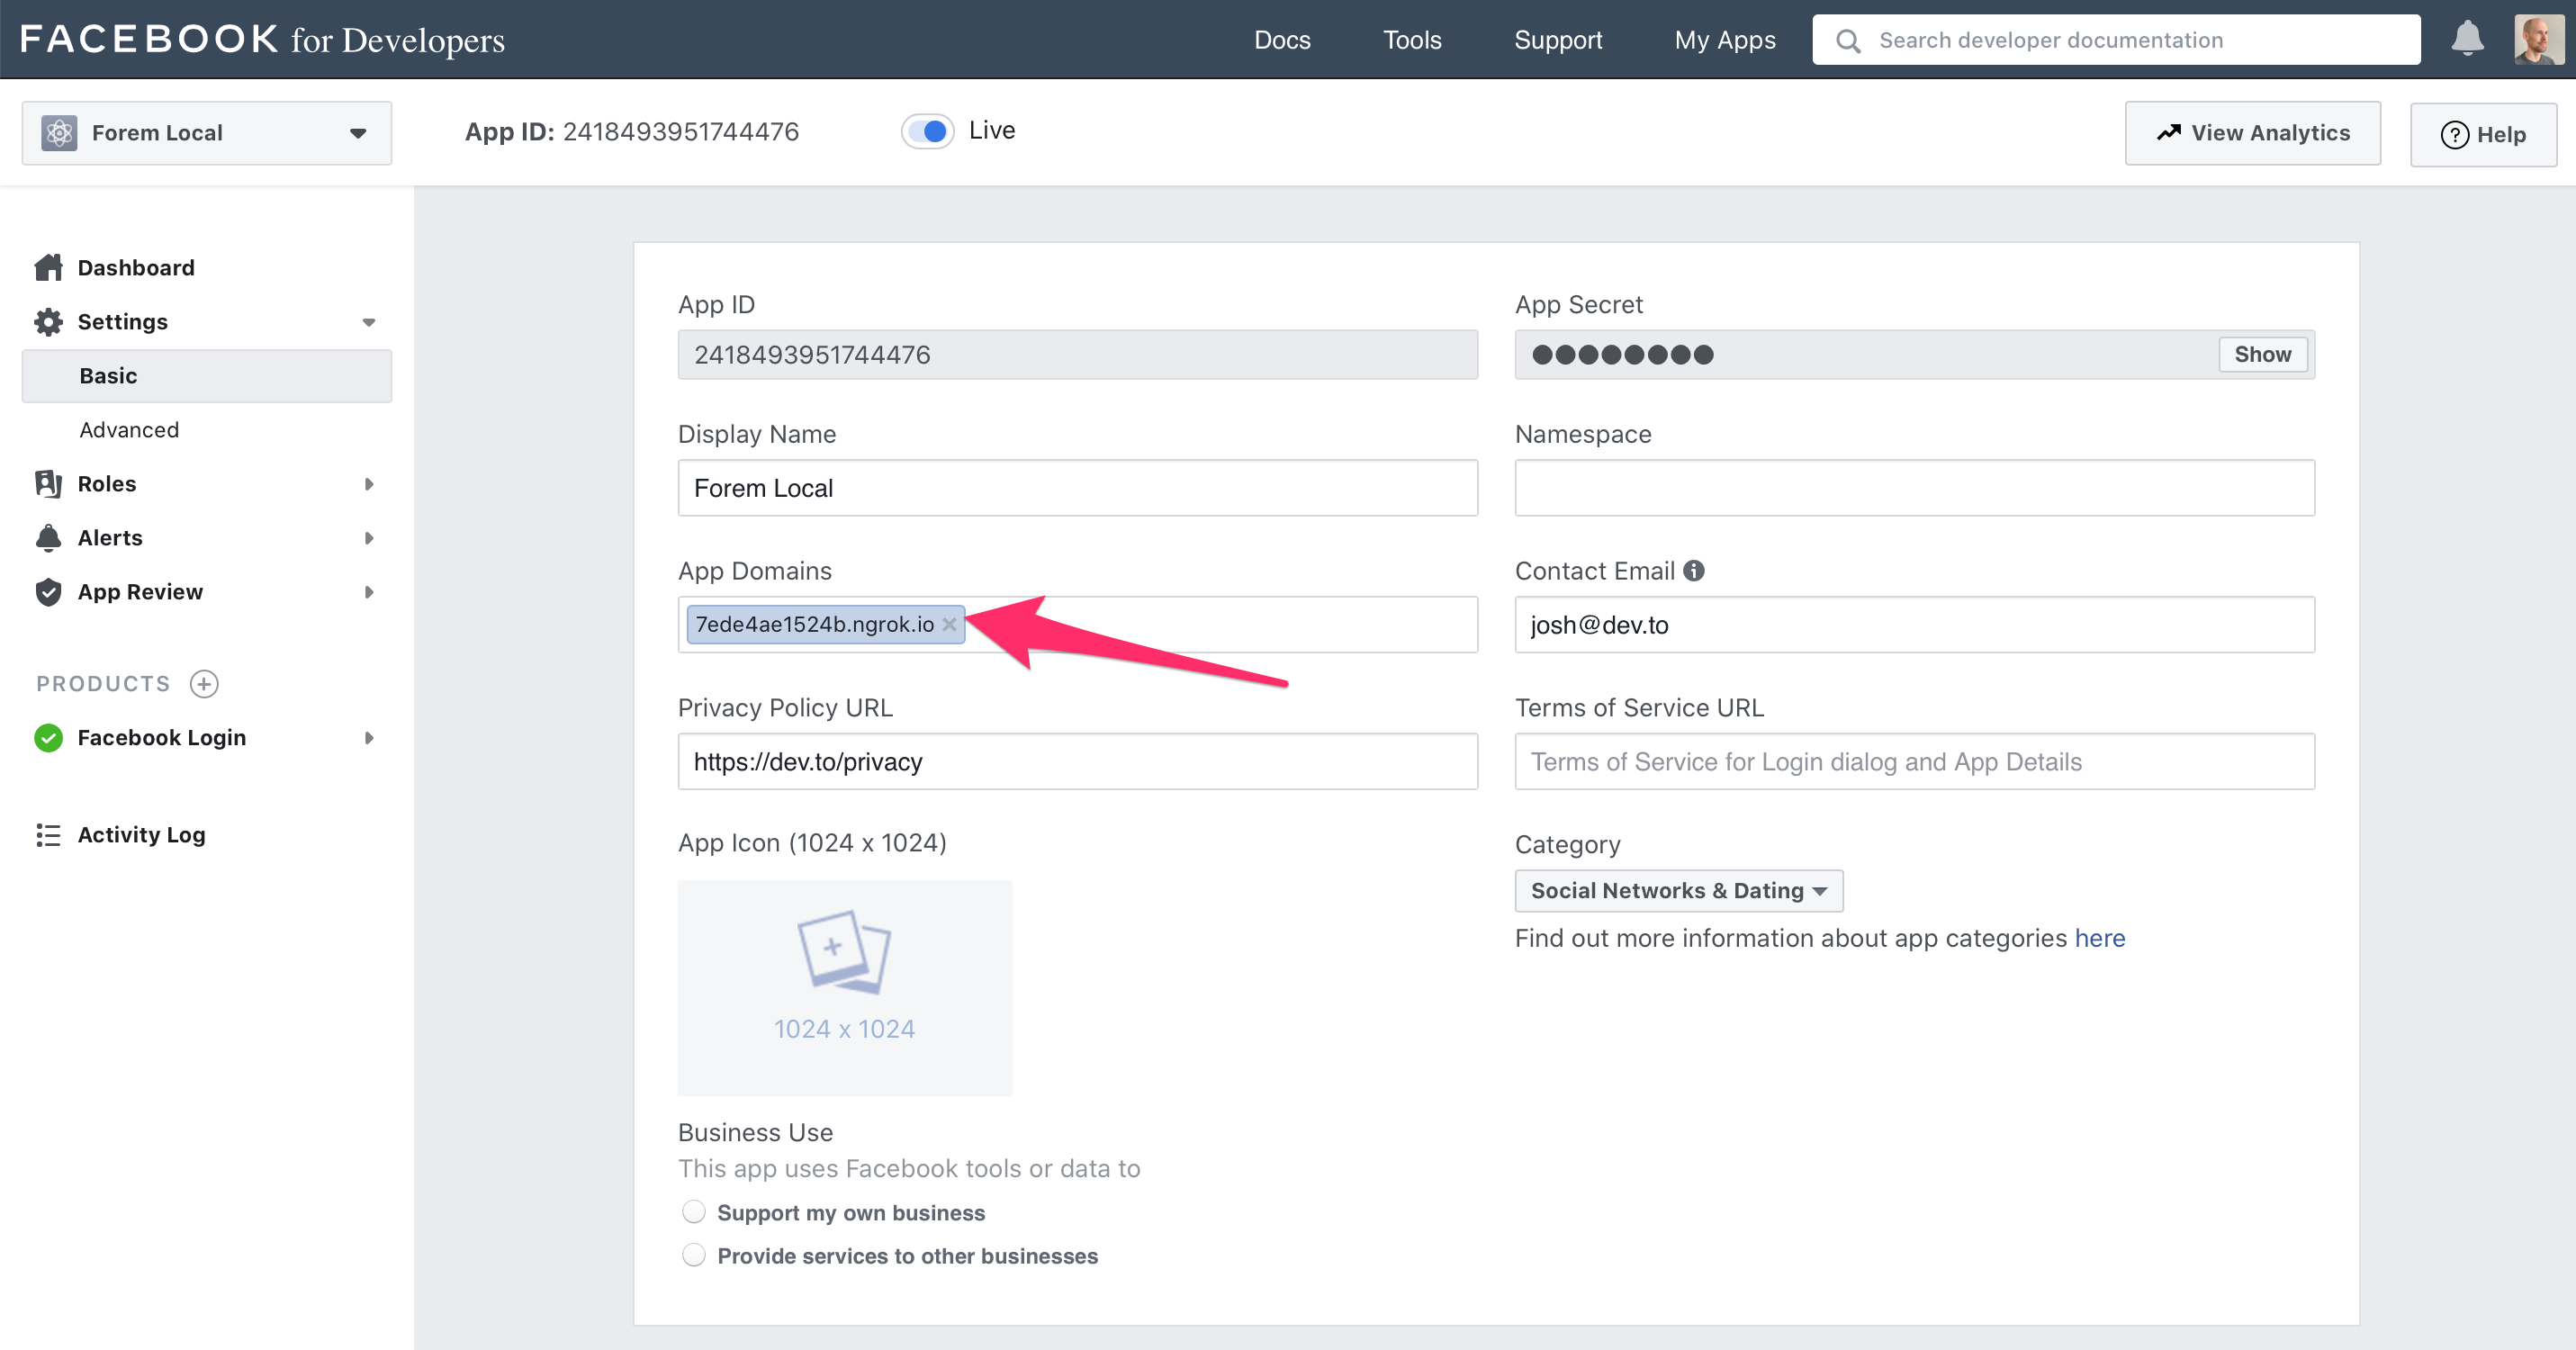 FACEBOOK for Developers
Docs
Tools
Support
My Apps
Search developer documentation
Forem Local
App ID: 2418493951744476
Live
View Analytics
Help
Dashboard
Settings
Basic
Advanced
Roles
Alerts
App Review
PRODUCTS
Facebook Login
Activity Log
App ID
2418493951744476
App Secret
●●●●●●●●
Show
Display Name
Forem Local
Namespace
App Domains
7ede4ae1524b.ngrok.io
Contact Email
josh@dev.to
Privacy Policy URL
https://dev.to/privacy
Terms of Service URL
Terms of Service for Login dialog and App Details
App Icon (1024 x 1024)
1024 x 1024
Category
Social Networks & Dating
Find out more information about app categories here
Business Use
This app uses Facebook tools or data to
Support my own business
Provide services to other businesses